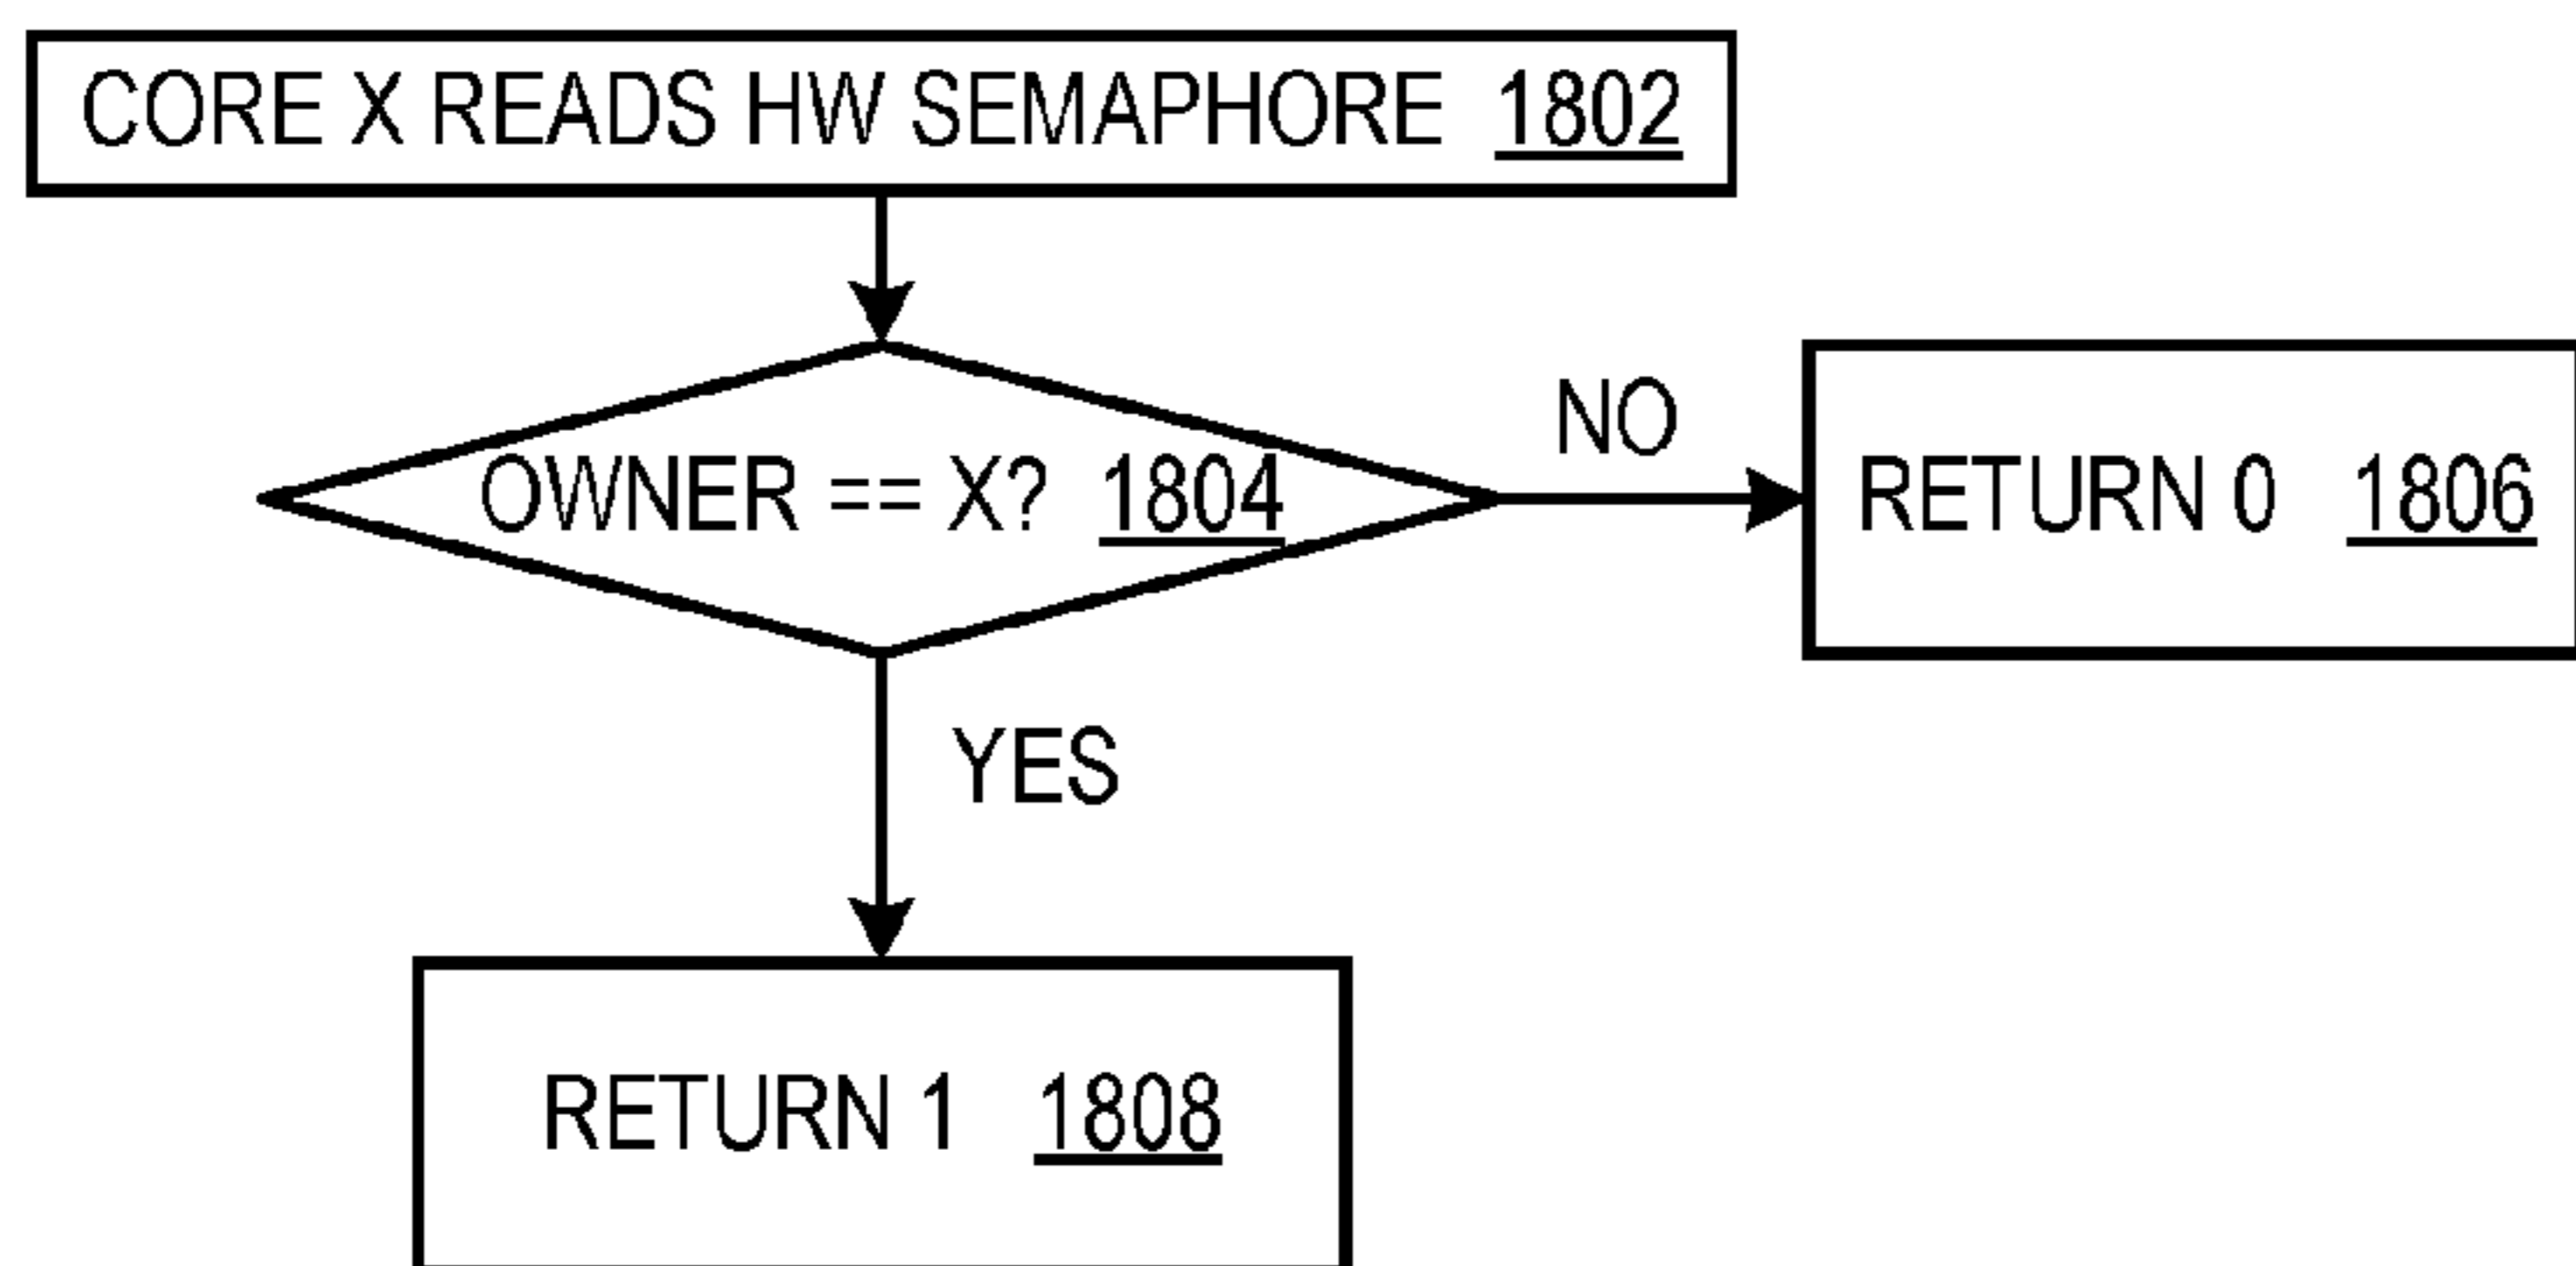 CORE X READS HW SEMAPHORE 1802
NO
OWNER == X? 1804
RETURN 0 1806
YES
RETURN 1 1808